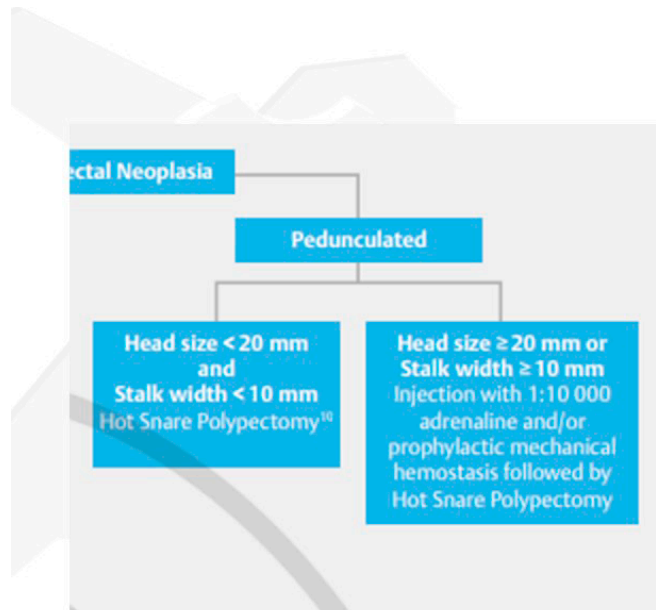 ectal Neoplasia
Pedunculated
Head size < 20 mm
and
Stalk width < 10 mm
Hot Snare Polypectomy¹⁰
Head size ≥ 20 mm or
Stalk width ≥ 10 mm
Injection with 1:10 000
adrenaline and/or
prophylactic mechanical
hemostasis followed by
Hot Snare Polypectomy